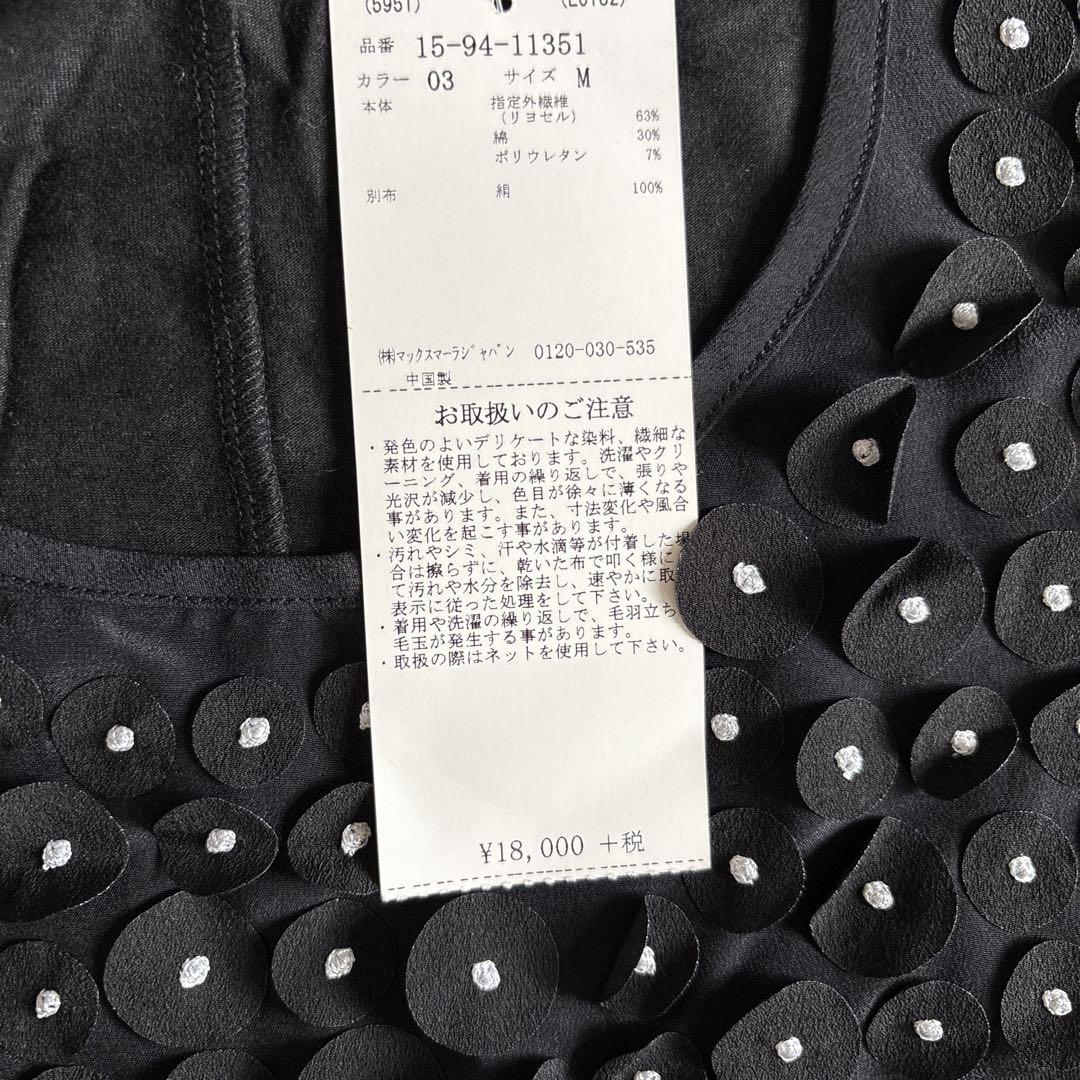 (5951)
品番 15-94-11351
カラー 03 サイズ M
本体 指定外繊維
(リヨセル) 63%
綿 30%
ポリウレタン 7%
別布 絹 100%
㈱マックスマーラジャパン 0120-030-535
中国製
お取扱いのご注意
・発色のよいデリケートな染料、繊細な
素材を使用しております。洗濯やクリ
ーニング、着用の繰り返しで、張りや
光沢が減少し、色目が徐々に薄くなる
事があります。また、寸法変化や風合
い変化を起こす事があります。
・汚れやシミ、汗や水滴等が付着した場
合は擦らずに、乾いた布で叩く様に
て汚れや水分を除去し、速やかに取
表示に従った処理をして下さい。
・着用や洗濯の繰り返しで、毛羽立ち
毛玉が発生する事があります。
・取扱の際はネットを使用して下さい。
¥18,000 +税